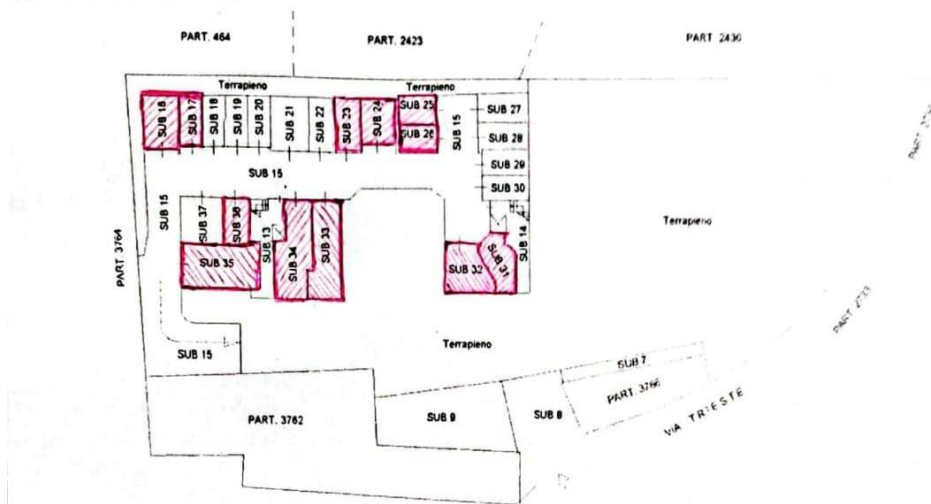 PART. 464
PART. 2423
PART 2430
Terrapieno
Terrapieno
SUB 16
SUB 17
SUB 18
SUB 19
SUB 20
SUB 21
SUB 22
SUB 23
SUB 24
SUB 25
SUB 26
SUB 15
SUB 27
SUB 28
SUB 29
SUB 30
SUB 15
SUB 15
SUB 37
SUB 36
SUB 13
SUB 34
SUB 33
SUB 35
SUB 32
SUB 31
SUB 14
Terrapieno
PART. 3764
SUB 15
Terrapieno
SUB 7
PART. 3766
SUB 8
SUB 9
PART. 3762
VIA TRIESTE